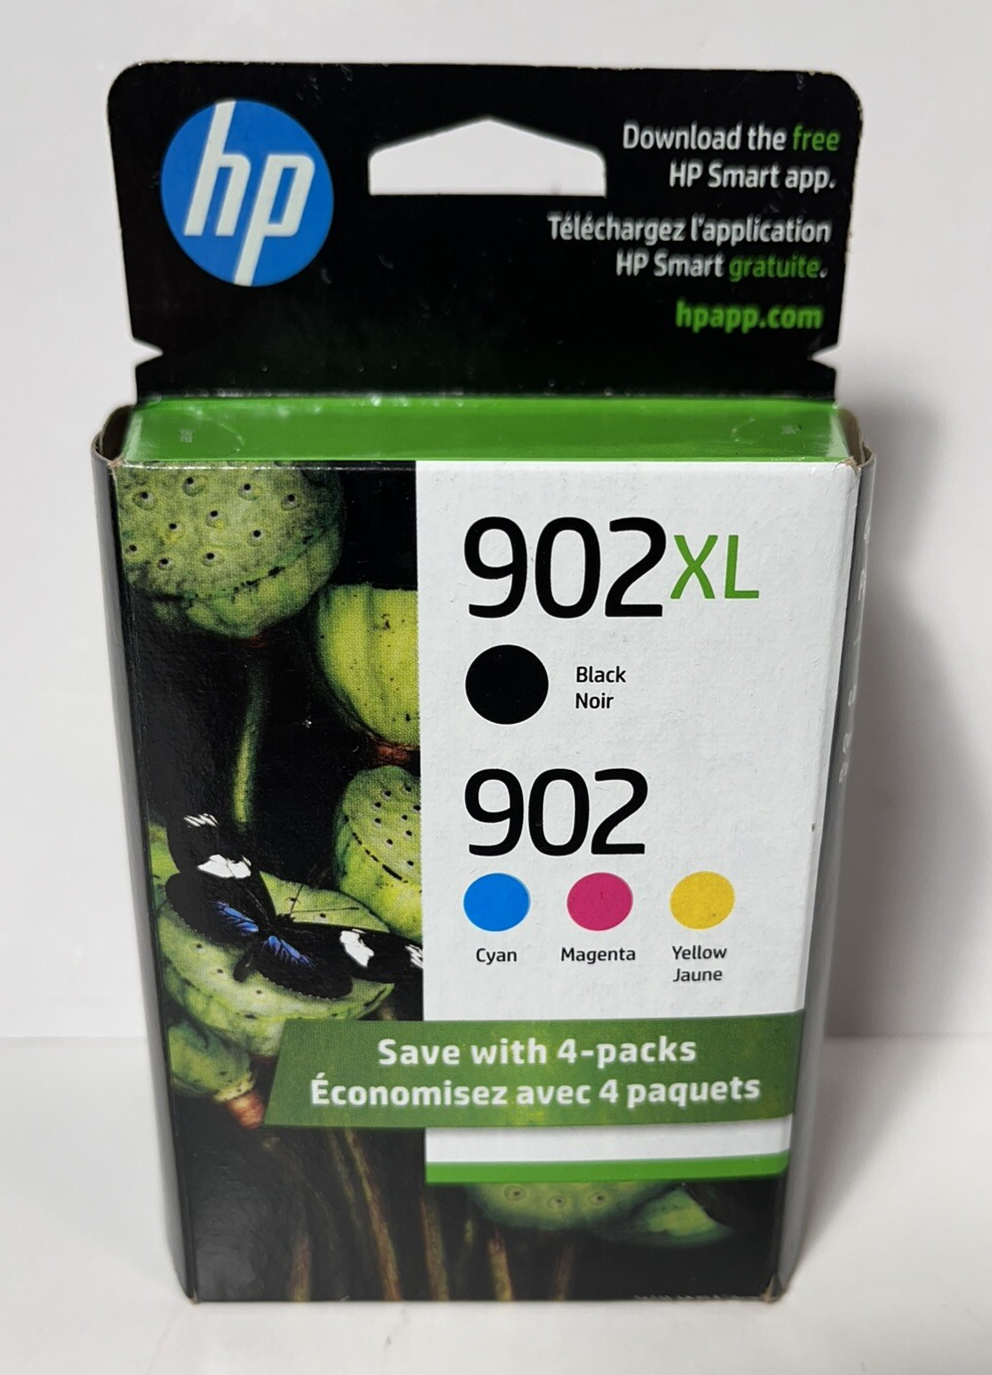 hp
Download the free
HP Smart app.
Téléchargez l'application
HP Smart gratuite.
hpapp.com
902XL
Black
Noir
902
Cyan
Magenta
Yellow
Jaune
Save with 4-packs
Économisez avec 4 paquets